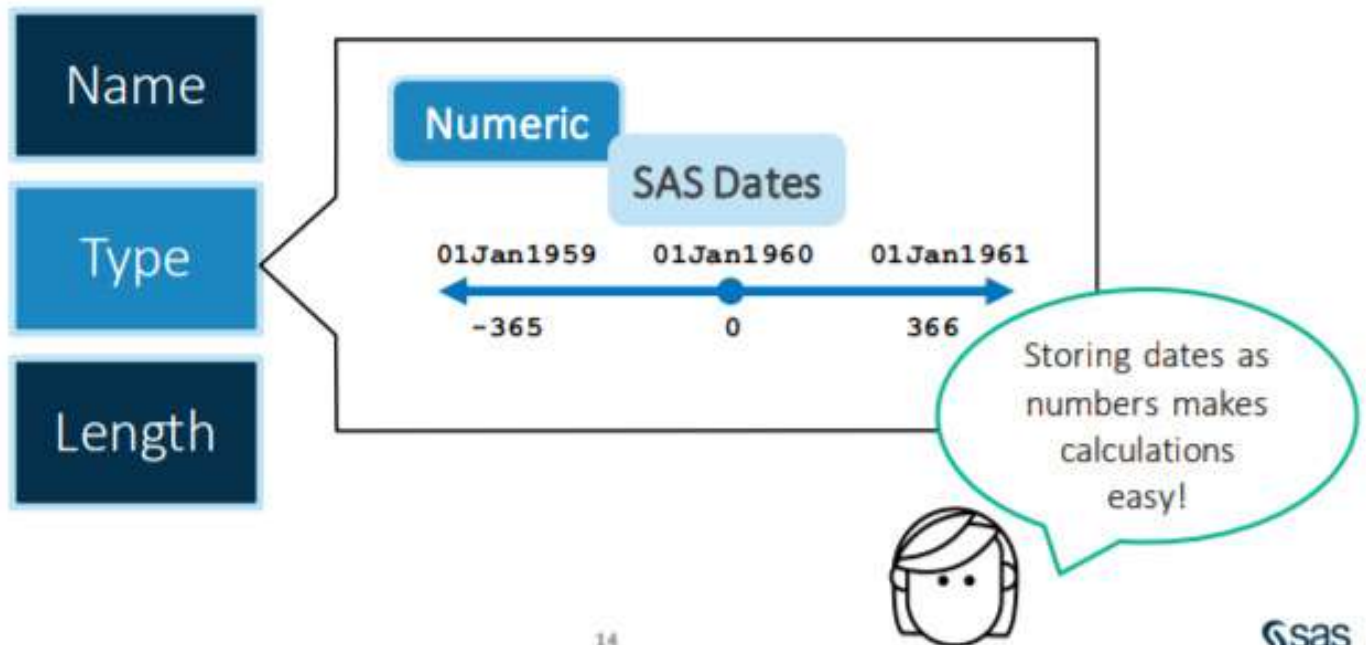 Name
Type
Length
Numeric
SAS Dates
01Jan1959 01Jan1960 01Jan1961
-365 0 366
Storing dates as
numbers makes
calculations
easy!
14
sas